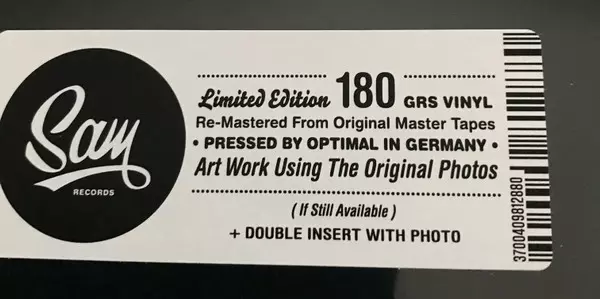 Sam
RECORDS
Limited Edition 180 GRS VINYL
Re-Mastered From Original Master Tapes
• PRESSED BY OPTIMAL IN GERMANY •
Art Work Using The Original Photos
( If Still Available )
+ DOUBLE INSERT WITH PHOTO
3700409812880